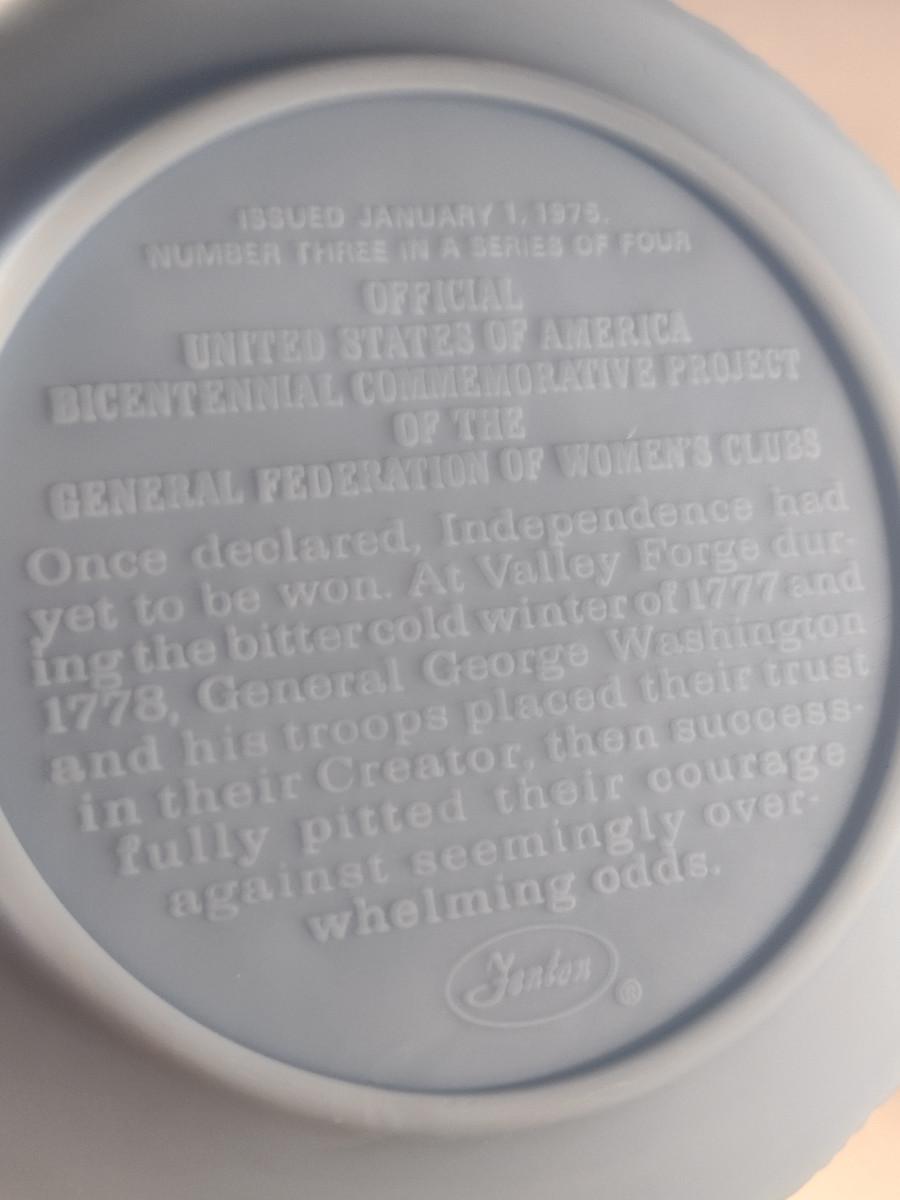 ISSUED JANUARY 1, 1975.
NUMBER THREE IN A SERIES OF FOUR
OFFICIAL
UNITED STATES OF AMERICA
BICENTENNIAL COMMEMORATIVE PROJECT
OF THE
GENERAL FEDERATION OF WOMEN'S CLUBS
Once declared, Independence had
yet to be won. At Valley Forge dur-
ing the bitter cold winter of 1777 and
1778, General George Washington
and his troops placed their trust
in their Creator, then success-
fully pitted their courage
against seemingly over-
whelming odds.
Fenton ®